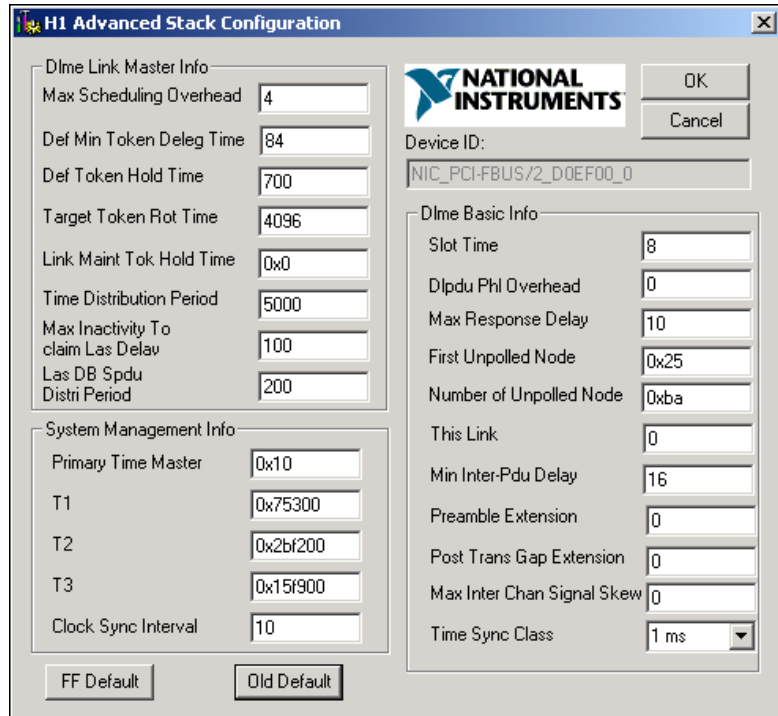 H1 Advanced Stack Configuration
Dlme Link Master Info
Max Scheduling Overhead 4
Def Min Token Deleg Time 84
Def Token Hold Time 700
Target Token Rot Time 4096
Link Maint Tok Hold Time 0x0
Time Distribution Period 5000
Max Inactivity To
claim Las Delay 100
Las DB Spdu
Distri Period 200
System Management Info
Primary Time Master 0x10
T1 0x75300
T2 0x2bf200
T3 0x15f900
Clock Sync Interval 10
FF Default
Old Default
NATIONAL
INSTRUMENTS
OK
Cancel
Device ID:
NIC_PCI-FBUS/2_D0EF00_0
Dlme Basic Info
Slot Time 8
Dlpdu Phl Overhead 0
Max Response Delay 10
First Unpolled Node 0x25
Number of Unpolled Node 0xba
This Link 0
Min Inter-Pdu Delay 16
Preamble Extension 0
Post Trans Gap Extension 0
Max Inter Chan Signal Skew 0
Time Sync Class 1 ms